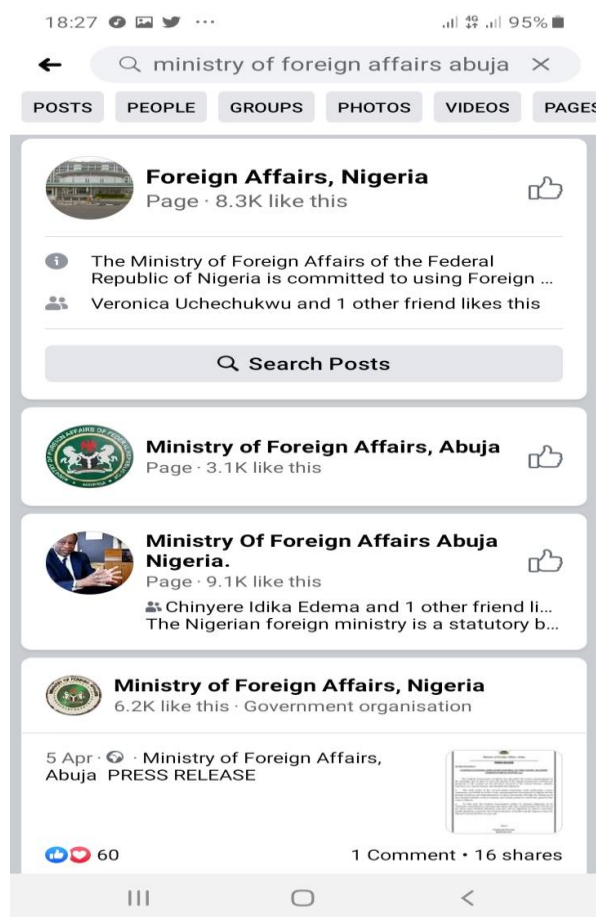 18:27 ... 4G 95%
ministry of foreign affairs abuja
POSTS PEOPLE GROUPS PHOTOS VIDEOS PAGES
Foreign Affairs, Nigeria
Page · 8.3K like this
The Ministry of Foreign Affairs of the Federal
Republic of Nigeria is committed to using Foreign ...
Veronica Uchechukwu and 1 other friend likes this
Search Posts
Ministry of Foreign Affairs, Abuja
Page · 3.1K like this
Ministry Of Foreign Affairs Abuja
Nigeria.
Page · 9.1K like this
Chinyere Idika Edema and 1 other friend li...
The Nigerian foreign ministry is a statutory b...
Ministry of Foreign Affairs, Nigeria
6.2K like this · Government organisation
5 Apr · · Ministry of Foreign Affairs,
Abuja PRESS RELEASE
60 1 Comment • 16 shares